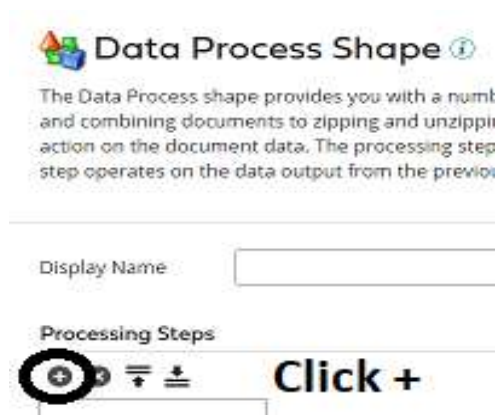 Data Process Shape
The Data Process shape provides you with a numb
and combining documents to zipping and unzippi
action on the document data. The processing step
step operates on the data output from the previo
Display Name
Processing Steps
Click +